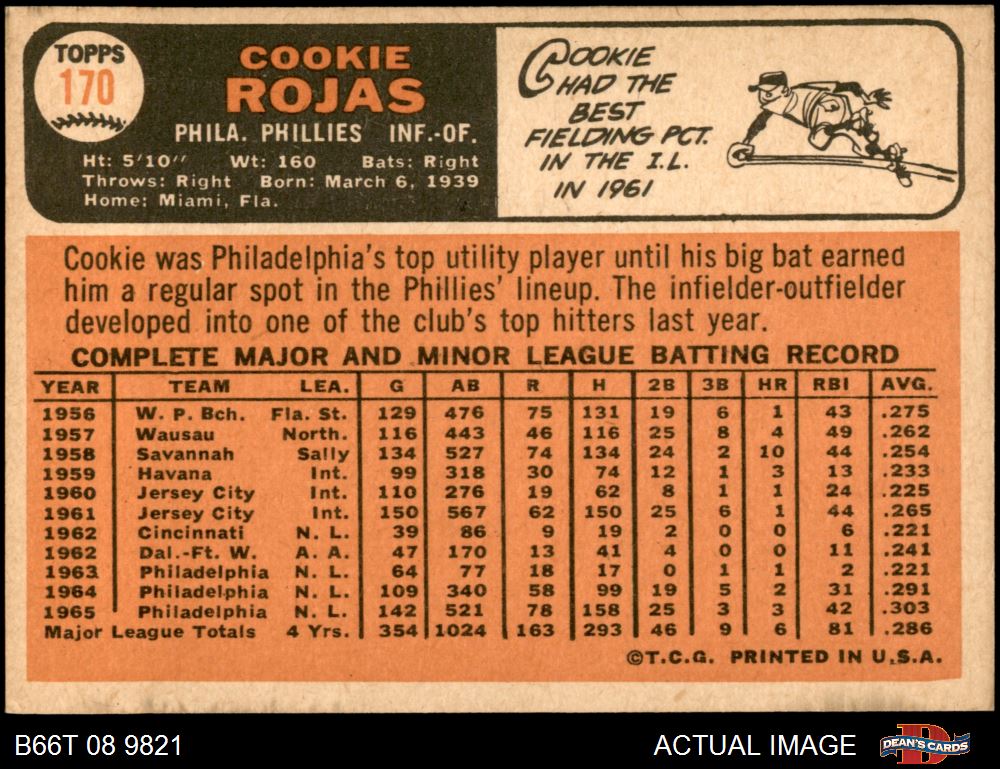 TOPPS
170
COOKIE
ROJAS
PHILA. PHILLIES INF.-OF.
Ht: 5'10" Wt: 160 Bats: Right
Throws: Right Born: March 6, 1939
Home: Miami, Fla.
COOKIE
HAD THE
BEST
FIELDING PCT.
IN THE I.L.
IN 1961
Cookie was Philadelphia's top utility player until his big bat earned
him a regular spot in the Phillies' lineup. The infielder-outfielder
developed into one of the club's top hitters last year.
COMPLETE MAJOR AND MINOR LEAGUE BATTING RECORD
YEAR TEAM LEA. G AB R H 2B 3B HR RBI AVG.
1956 W. P. Bch. Fla. St. 129 476 75 131 19 6 1 43 .275
1957 Wausau North. 116 443 46 116 25 8 4 49 .262
1958 Savannah Sally 134 527 74 134 24 2 10 44 .254
1959 Havana Int. 99 318 30 74 12 1 3 13 .233
1960 Jersey City Int. 110 276 19 62 8 1 1 24 .225
1961 Jersey City Int. 150 567 62 150 25 6 1 44 .265
1962 Cincinnati N. L. 39 86 9 19 2 0 0 6 .221
1962 Dal.-Ft. W. A. A. 47 170 13 41 4 0 0 11 .241
1963 Philadelphia N. L. 64 77 18 17 0 1 1 2 .221
1964 Philadelphia N. L. 109 340 58 99 19 5 2 31 .291
1965 Philadelphia N. L. 142 521 78 158 25 3 3 42 .303
Major League Totals 4 Yrs. 354 1024 163 293 46 9 6 81 .286
©T.C.G. PRINTED IN U.S.A.
B66T 08 9821 ACTUAL IMAGE DEAN'S CARDS